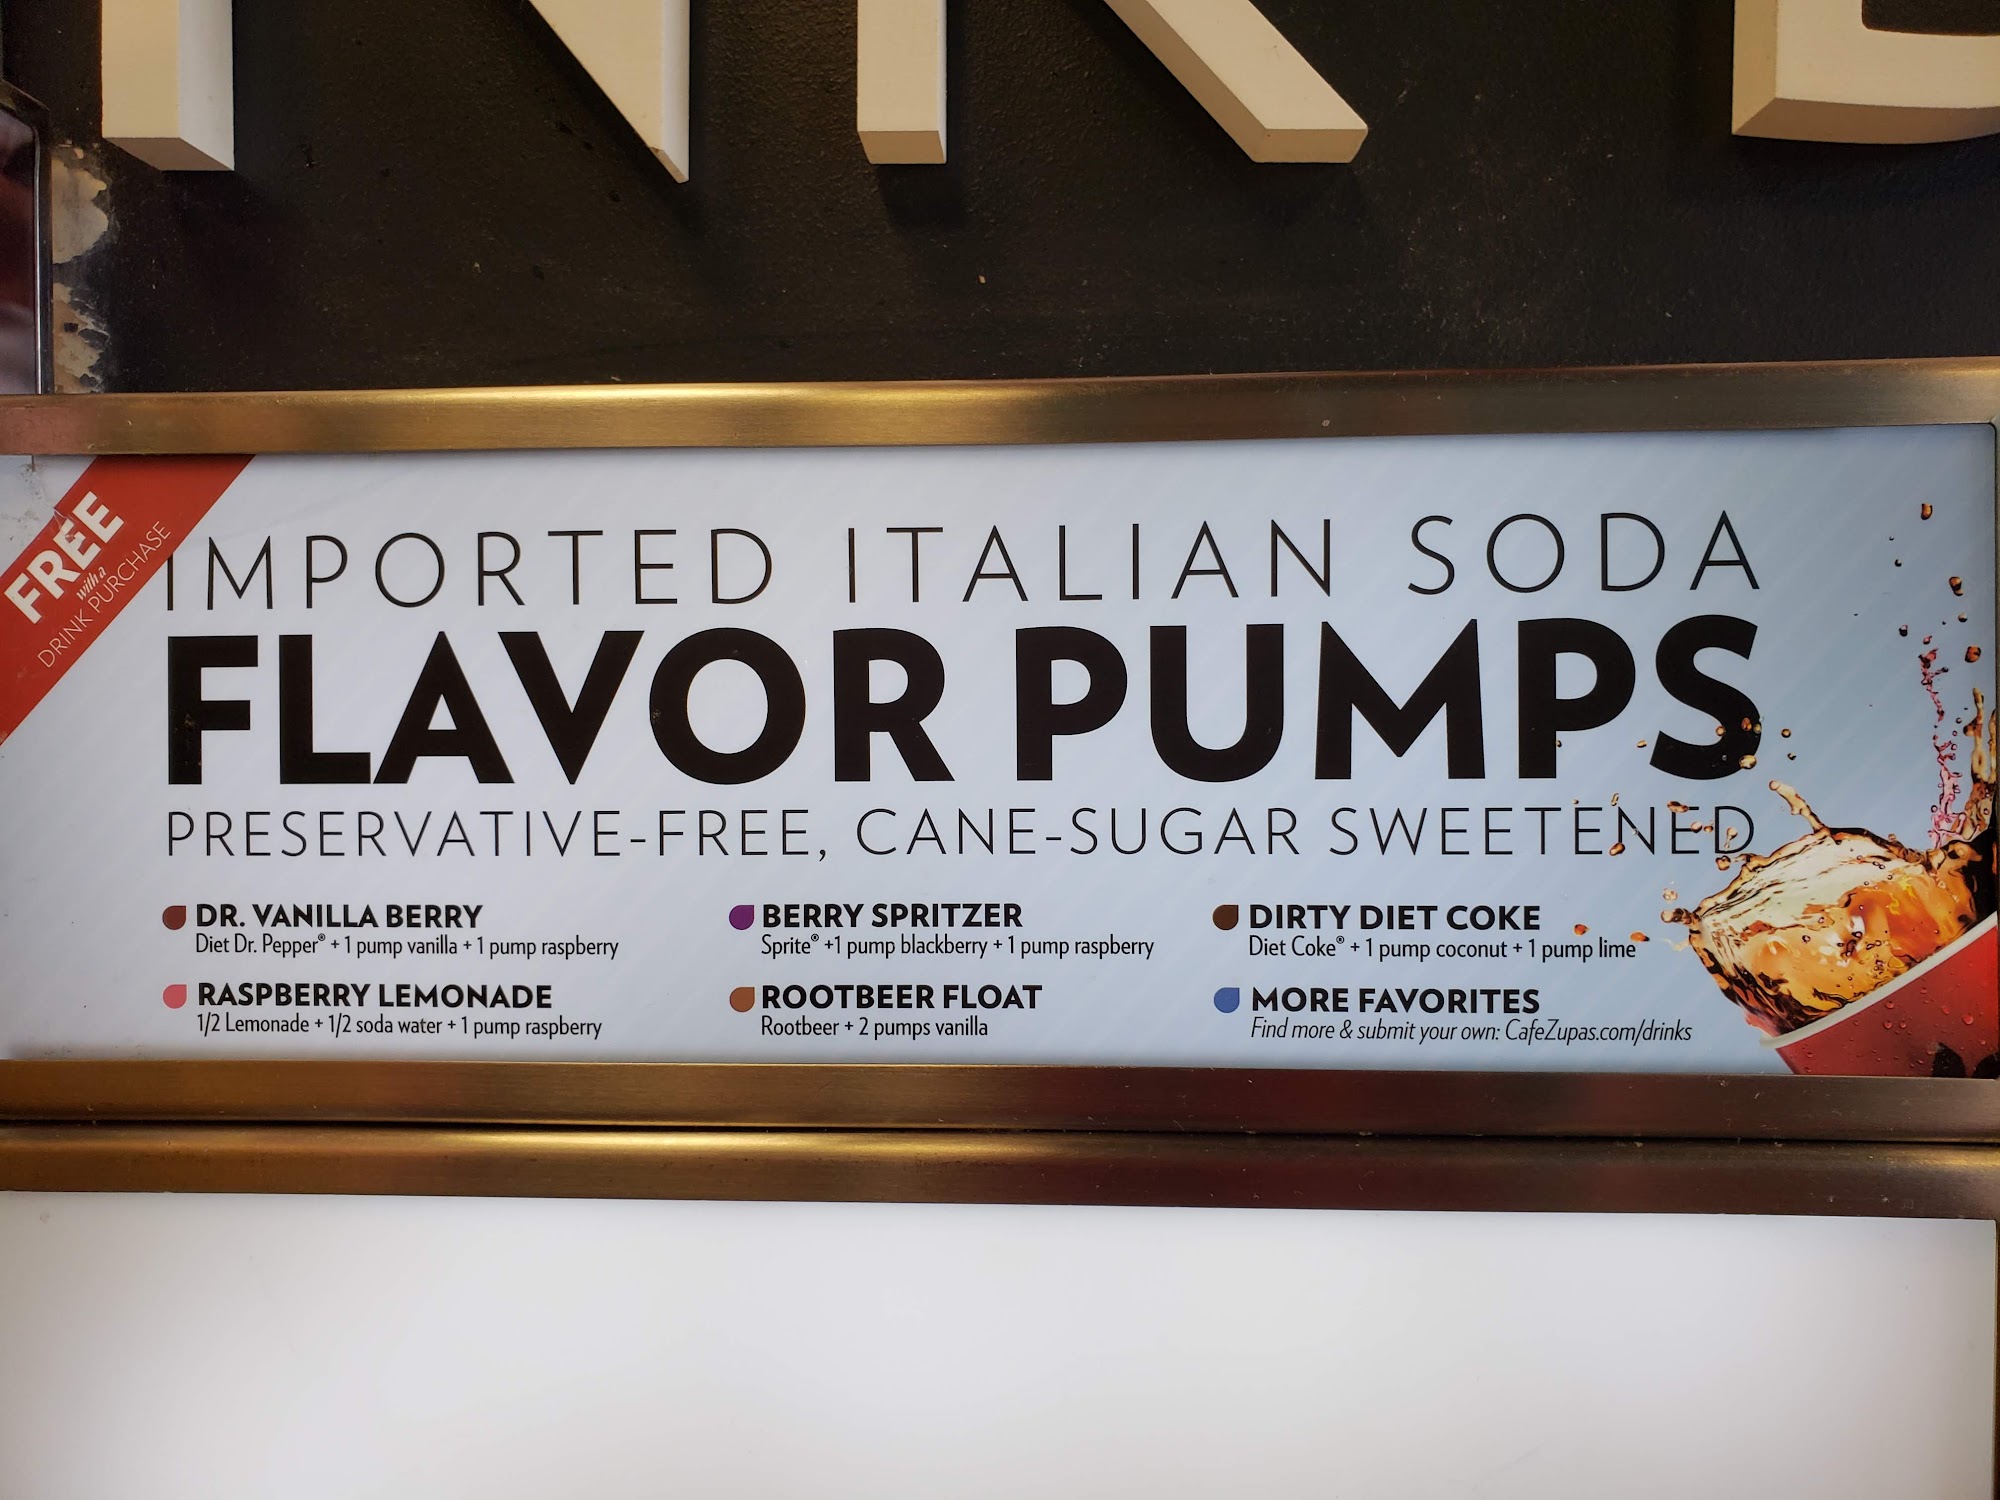 FREE
with a
DRINK PURCHASE
IMPORTED ITALIAN SODA
FLAVOR PUMPS
PRESERVATIVE-FREE, CANE-SUGAR SWEETENED
DR. VANILLA BERRY
Diet Dr. Pepper® + 1 pump vanilla + 1 pump raspberry
RASPBERRY LEMONADE
1/2 Lemonade + 1/2 soda water + 1 pump raspberry
BERRY SPRITZER
Sprite® +1 pump blackberry + 1 pump raspberry
ROOTBEER FLOAT
Rootbeer + 2 pumps vanilla
DIRTY DIET COKE
Diet Coke® + 1 pump coconut + 1 pump lime
MORE FAVORITES
Find more & submit your own: CafeZupas.com/drinks